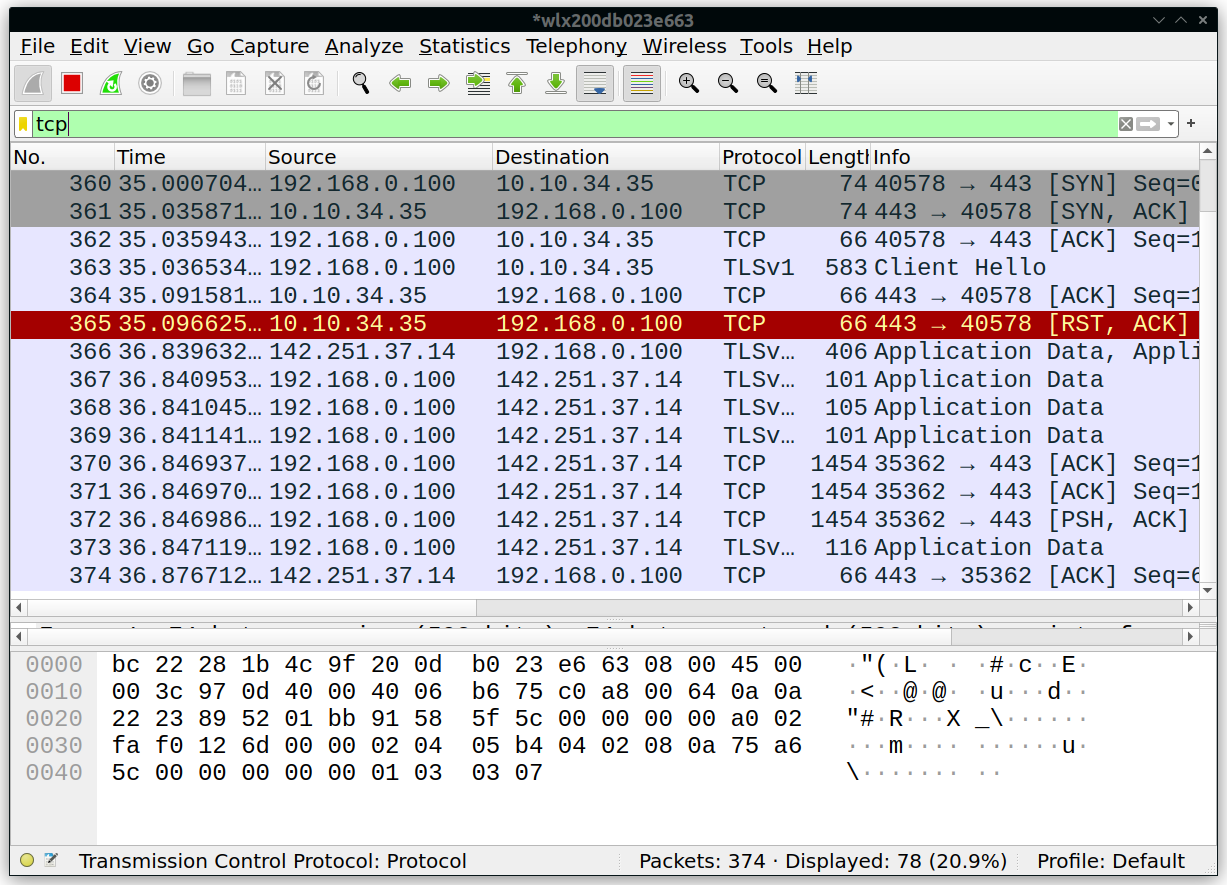 *wlx200db023e663
File Edit View Go Capture Analyze Statistics Telephony Wireless Tools Help
tcp
No. Time Source Destination Protocol Length Info
360 35.000704… 192.168.0.100 10.10.34.35 TCP 74 40578 → 443 [SYN] Seq=0
361 35.035871… 10.10.34.35 192.168.0.100 TCP 74 443 → 40578 [SYN, ACK]
362 35.035943… 192.168.0.100 10.10.34.35 TCP 66 40578 → 443 [ACK] Seq=1
363 35.036534… 192.168.0.100 10.10.34.35 TLSv1 583 Client Hello
364 35.091581… 10.10.34.35 192.168.0.100 TCP 66 443 → 40578 [ACK] Seq=1
365 35.096625… 10.10.34.35 192.168.0.100 TCP 66 443 → 40578 [RST, ACK]
366 36.839632… 142.251.37.14 192.168.0.100 TLSv… 406 Application Data, Appli
367 36.840953… 192.168.0.100 142.251.37.14 TLSv… 101 Application Data
368 36.841045… 192.168.0.100 142.251.37.14 TLSv… 105 Application Data
369 36.841141… 192.168.0.100 142.251.37.14 TLSv… 101 Application Data
370 36.846937… 192.168.0.100 142.251.37.14 TCP 1454 35362 → 443 [ACK] Seq=1
371 36.846970… 192.168.0.100 142.251.37.14 TCP 1454 35362 → 443 [ACK] Seq=1
372 36.846986… 192.168.0.100 142.251.37.14 TCP 1454 35362 → 443 [PSH, ACK]
373 36.847119… 192.168.0.100 142.251.37.14 TLSv… 116 Application Data
374 36.876712… 142.251.37.14 192.168.0.100 TCP 66 443 → 35362 [ACK] Seq=6
0000 bc 22 28 1b 4c 9f 20 0d b0 23 e6 63 08 00 45 00 ·"(·L· · ·#·c··E·
0010 00 3c 97 0d 40 00 40 06 b6 75 c0 a8 00 64 0a 0a ·<··@·@· ·u···d··
0020 22 23 89 52 01 bb 91 58 5f 5c 00 00 00 00 a0 02 "#·R···X _\······
0030 fa f0 12 6d 00 00 02 04 05 b4 04 02 08 0a 75 a6 ···m···· ······u·
0040 5c 00 00 00 00 00 01 03 03 07 \······· ··
Transmission Control Protocol: Protocol Packets: 374 · Displayed: 78 (20.9%) Profile: Default